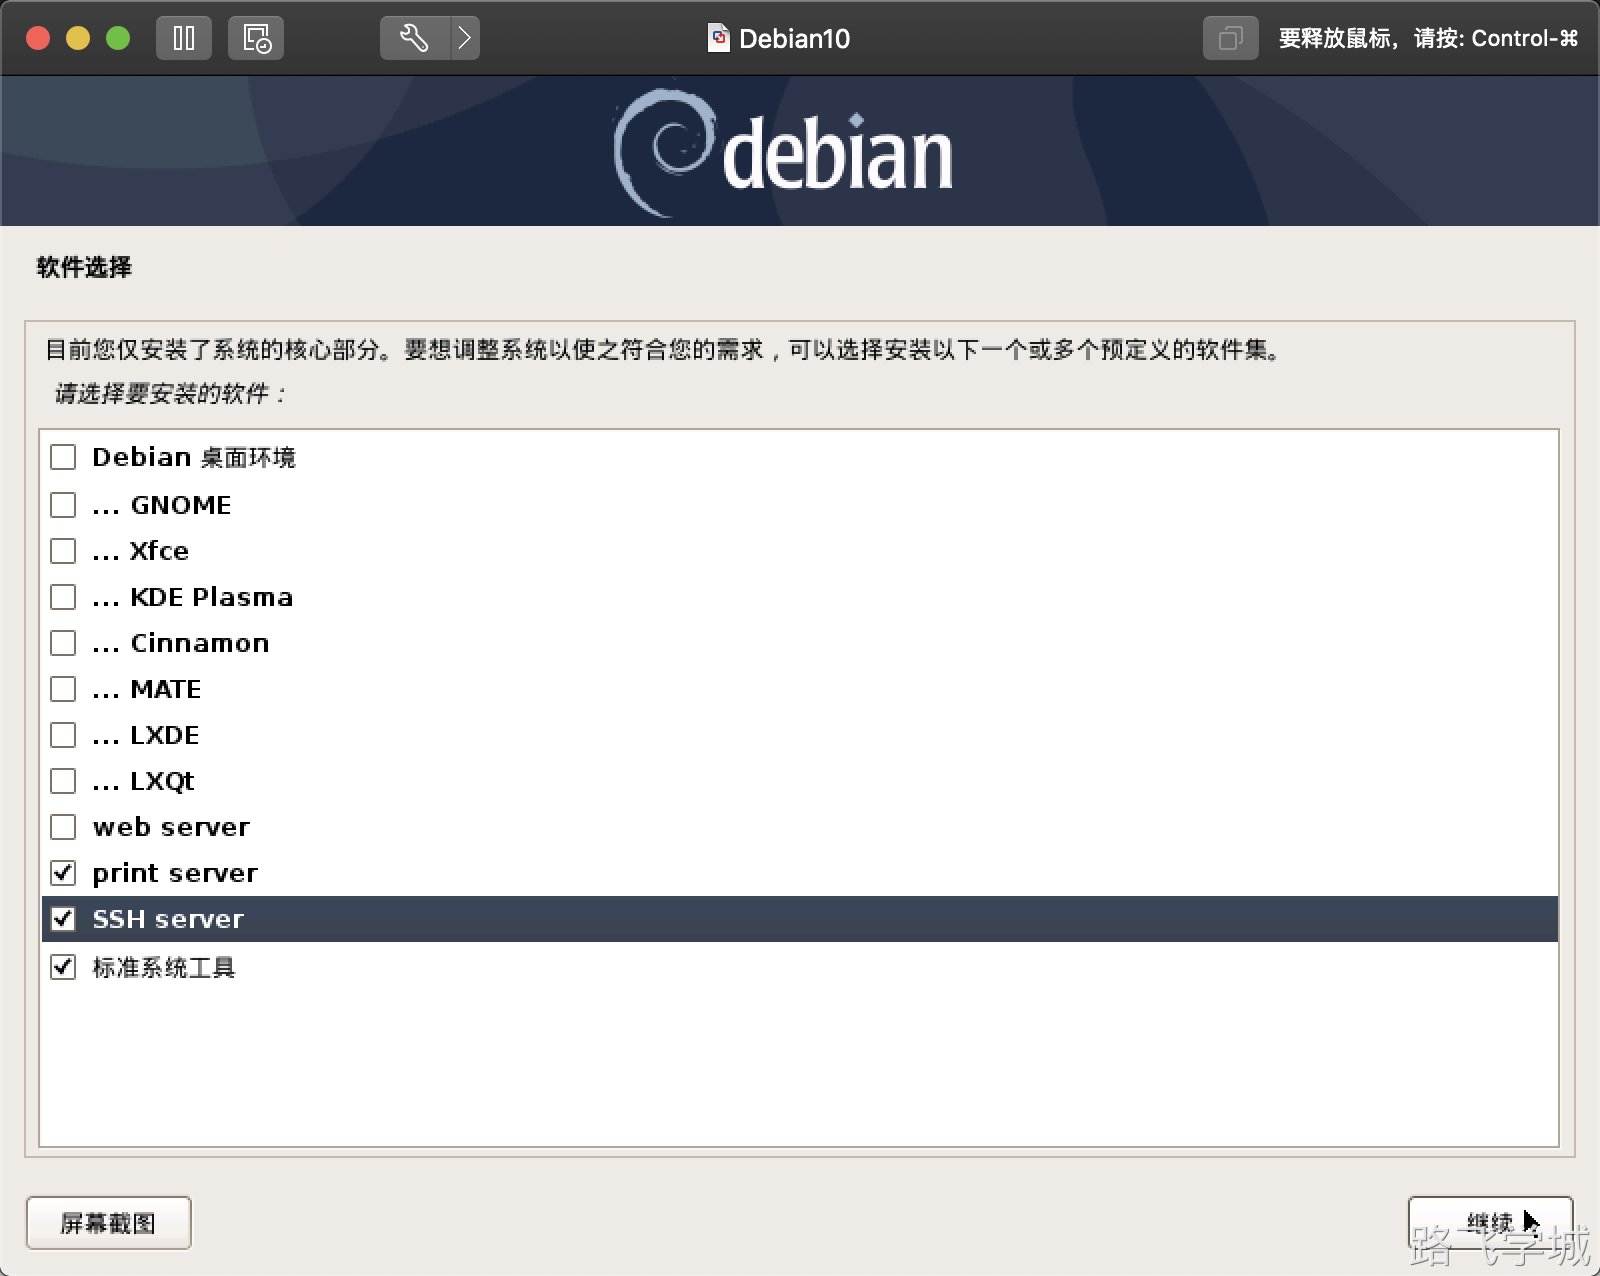 Debian10
要释放鼠标，请按: Control-⌘
debian
软件选择
目前您仅安装了系统的核心部分。要想调整系统以使之符合您的需求，可以选择安装以下一个或多个预定义的软件集。
请选择要安装的软件：
Debian 桌面环境
... GNOME
... Xfce
... KDE Plasma
... Cinnamon
... MATE
... LXDE
... LXQt
web server
print server
SSH server
标准系统工具
屏幕截图
继续
路飞学城